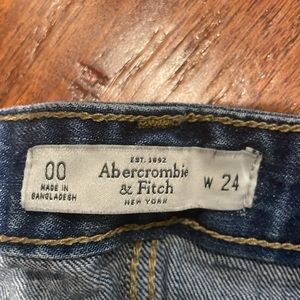 00
MADE IN
BANGLADESH
EST. 1892
Abercrombie
& Fitch
NEW YORK
W 24